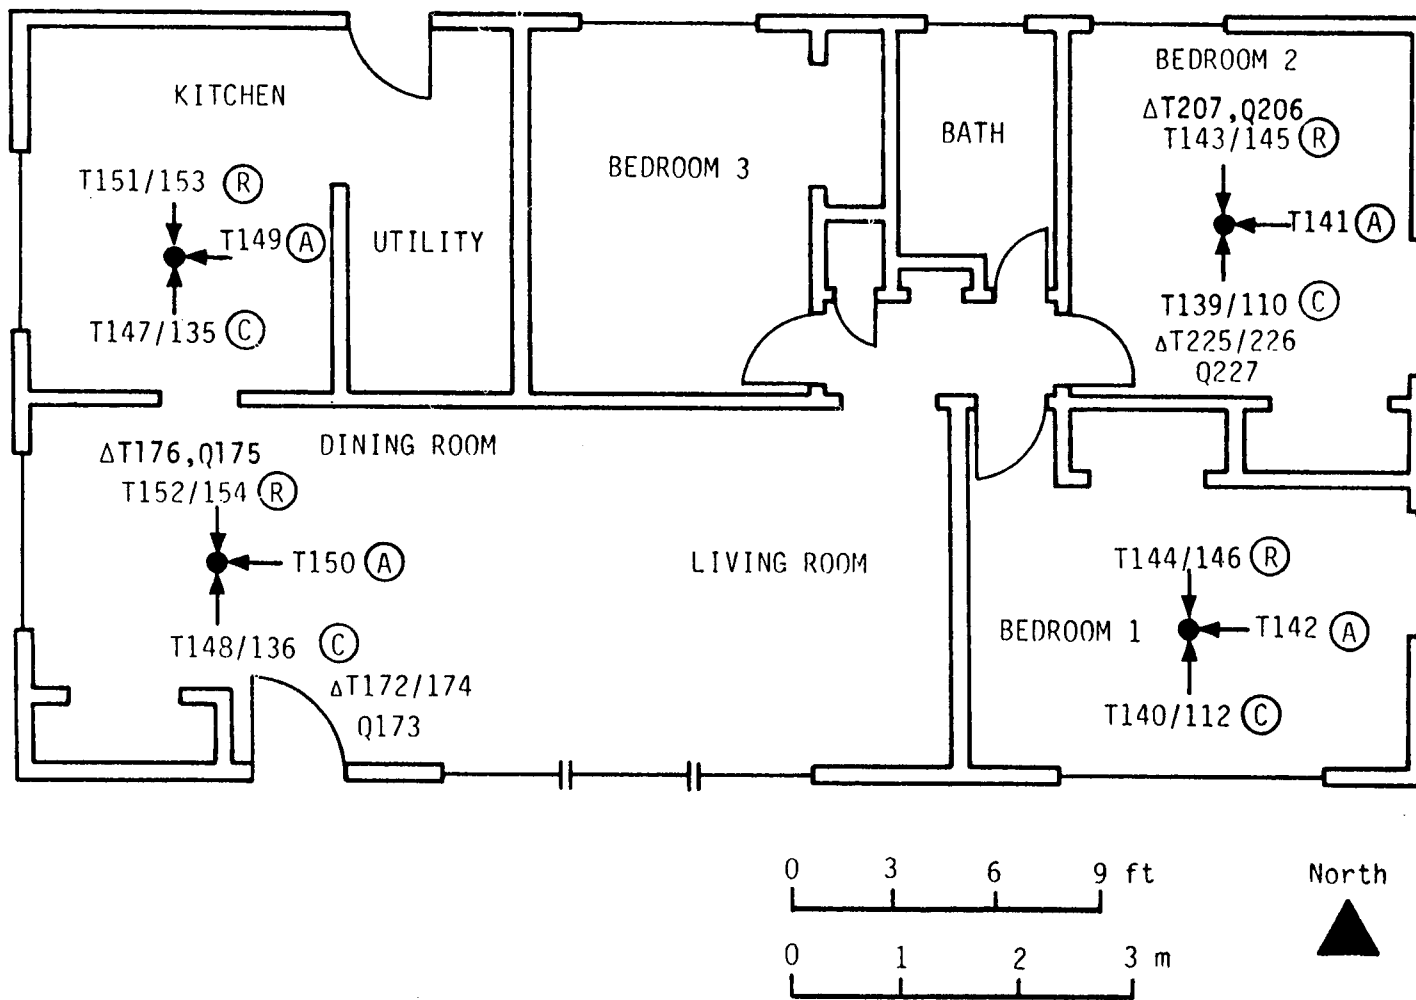 KITCHEN
T151/153 R
T149 A
T147/135 C
UTILITY
BEDROOM 3
BATH
BEDROOM 2
ΔT207,Q206
T143/145 R
T141 A
T139/110 C
ΔT225/226
Q227
DINING ROOM
ΔT176,Q175
T152/154 R
T150 A
T148/136 C
ΔT172/174
Q173
LIVING ROOM
T144/146 R
BEDROOM 1
T142 A
T140/112 C
0 3 6 9 ft
North
0 1 2 3 m